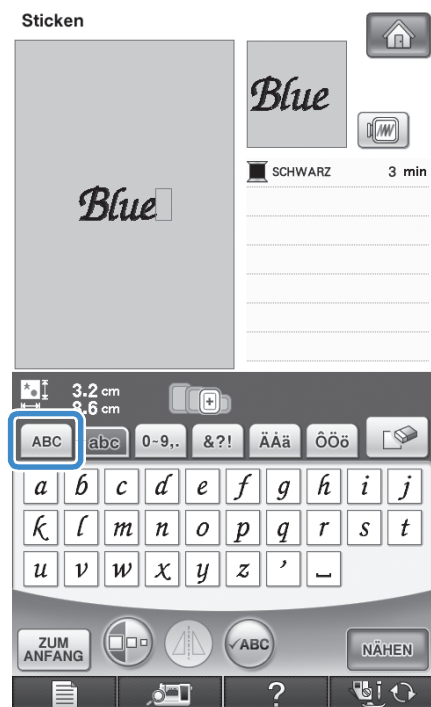 Sticken
Blue
Blue
SCHWARZ 3 min
3.2 cm
8.6 cm
ABC abc 0~9,. &?! ÄÅä ÔÖö
a b c d e f g h i j
k l m n o p q r s t
u v w x y z ’ ⎵
ZUM
ANFANG
✓ABC
NÄHEN
?